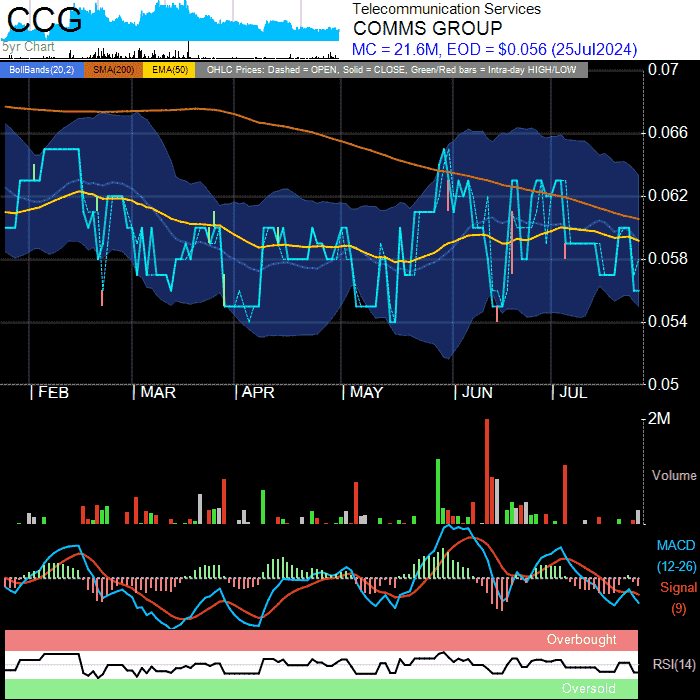 CCG
5yr Chart
Telecommunication Services
COMMS GROUP
MC = 21.6M, EOD = $0.056 (25Jul2024)
BollBands(20,2) SMA(200) EMA(50) OHLC Prices: Dashed = OPEN, Solid = CLOSE, Green/Red bars = Intra-day HIGH/LOW
0.07
0.066
0.062
0.058
0.054
0.05
| FEB | MAR | APR | MAY | JUN | JUL
2M
Volume
MACD
(12-26)
Signal
(9)
Overbought
RSI(14)
Oversold